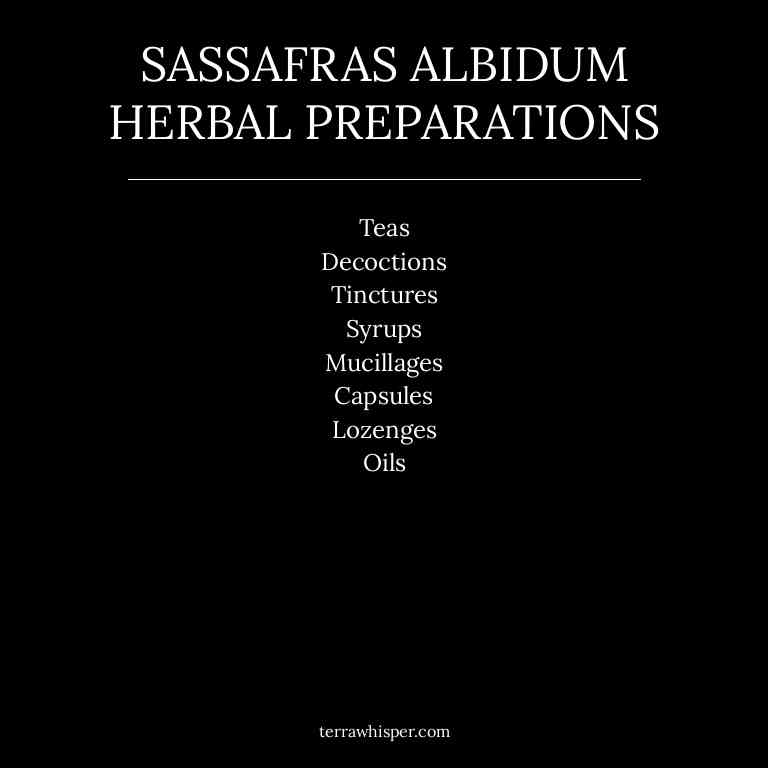 SASSAFRAS ALBIDUM
HERBAL PREPARATIONS
Teas
Decoctions
Tinctures
Syrups
Mucillages
Capsules
Lozenges
Oils
terrawhisper.com